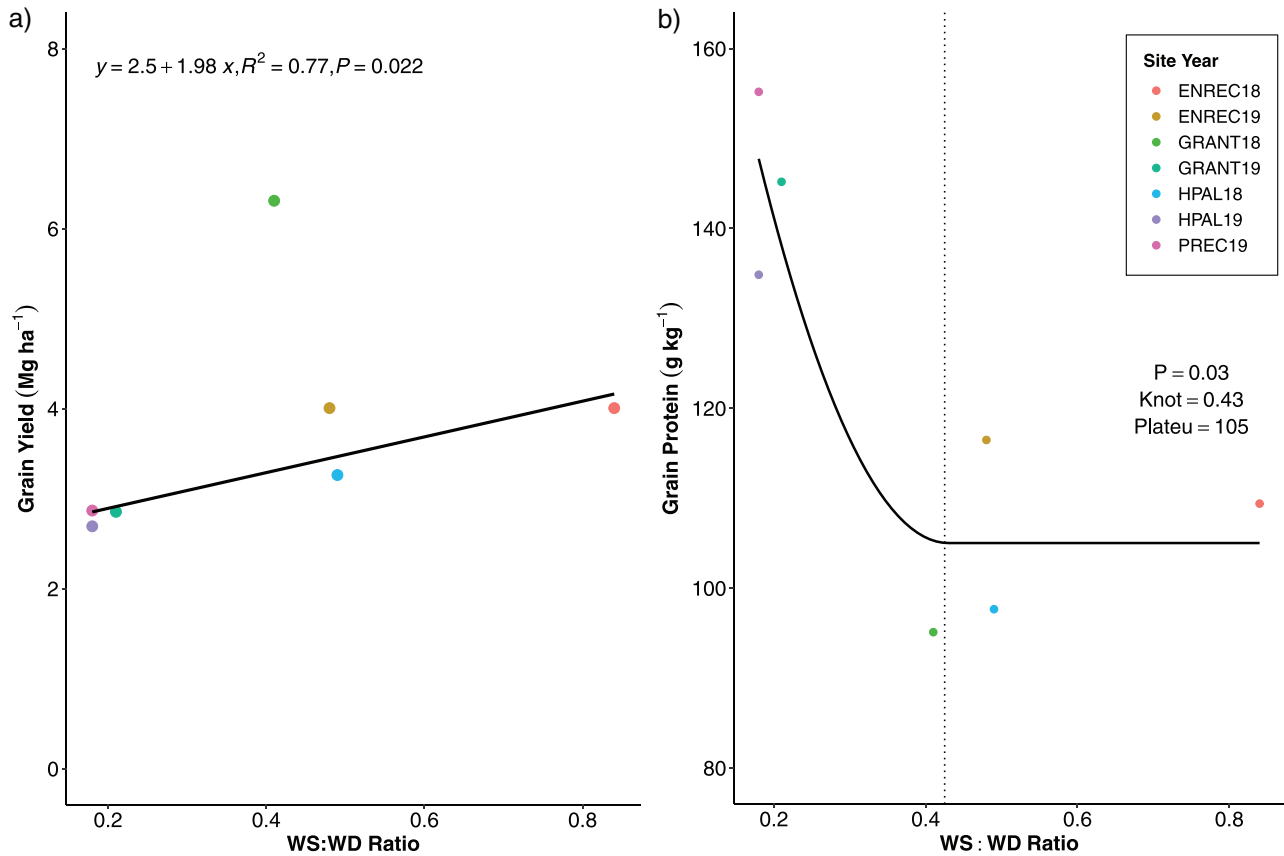 a)
y = 2.5 + 1.98 x, R² = 0.77, P = 0.022
8
6
4
2
0
Grain Yield (Mg ha⁻¹)
0.2 0.4 0.6 0.8
WS:WD Ratio
b)
160
140
120
100
80
Grain Protein (g kg⁻¹)
Site Year
ENREC18
ENREC19
GRANT18
GRANT19
HPAL18
HPAL19
PREC19
P = 0.03
Knot = 0.43
Plateu = 105
0.2 0.4 0.6 0.8
WS : WD Ratio